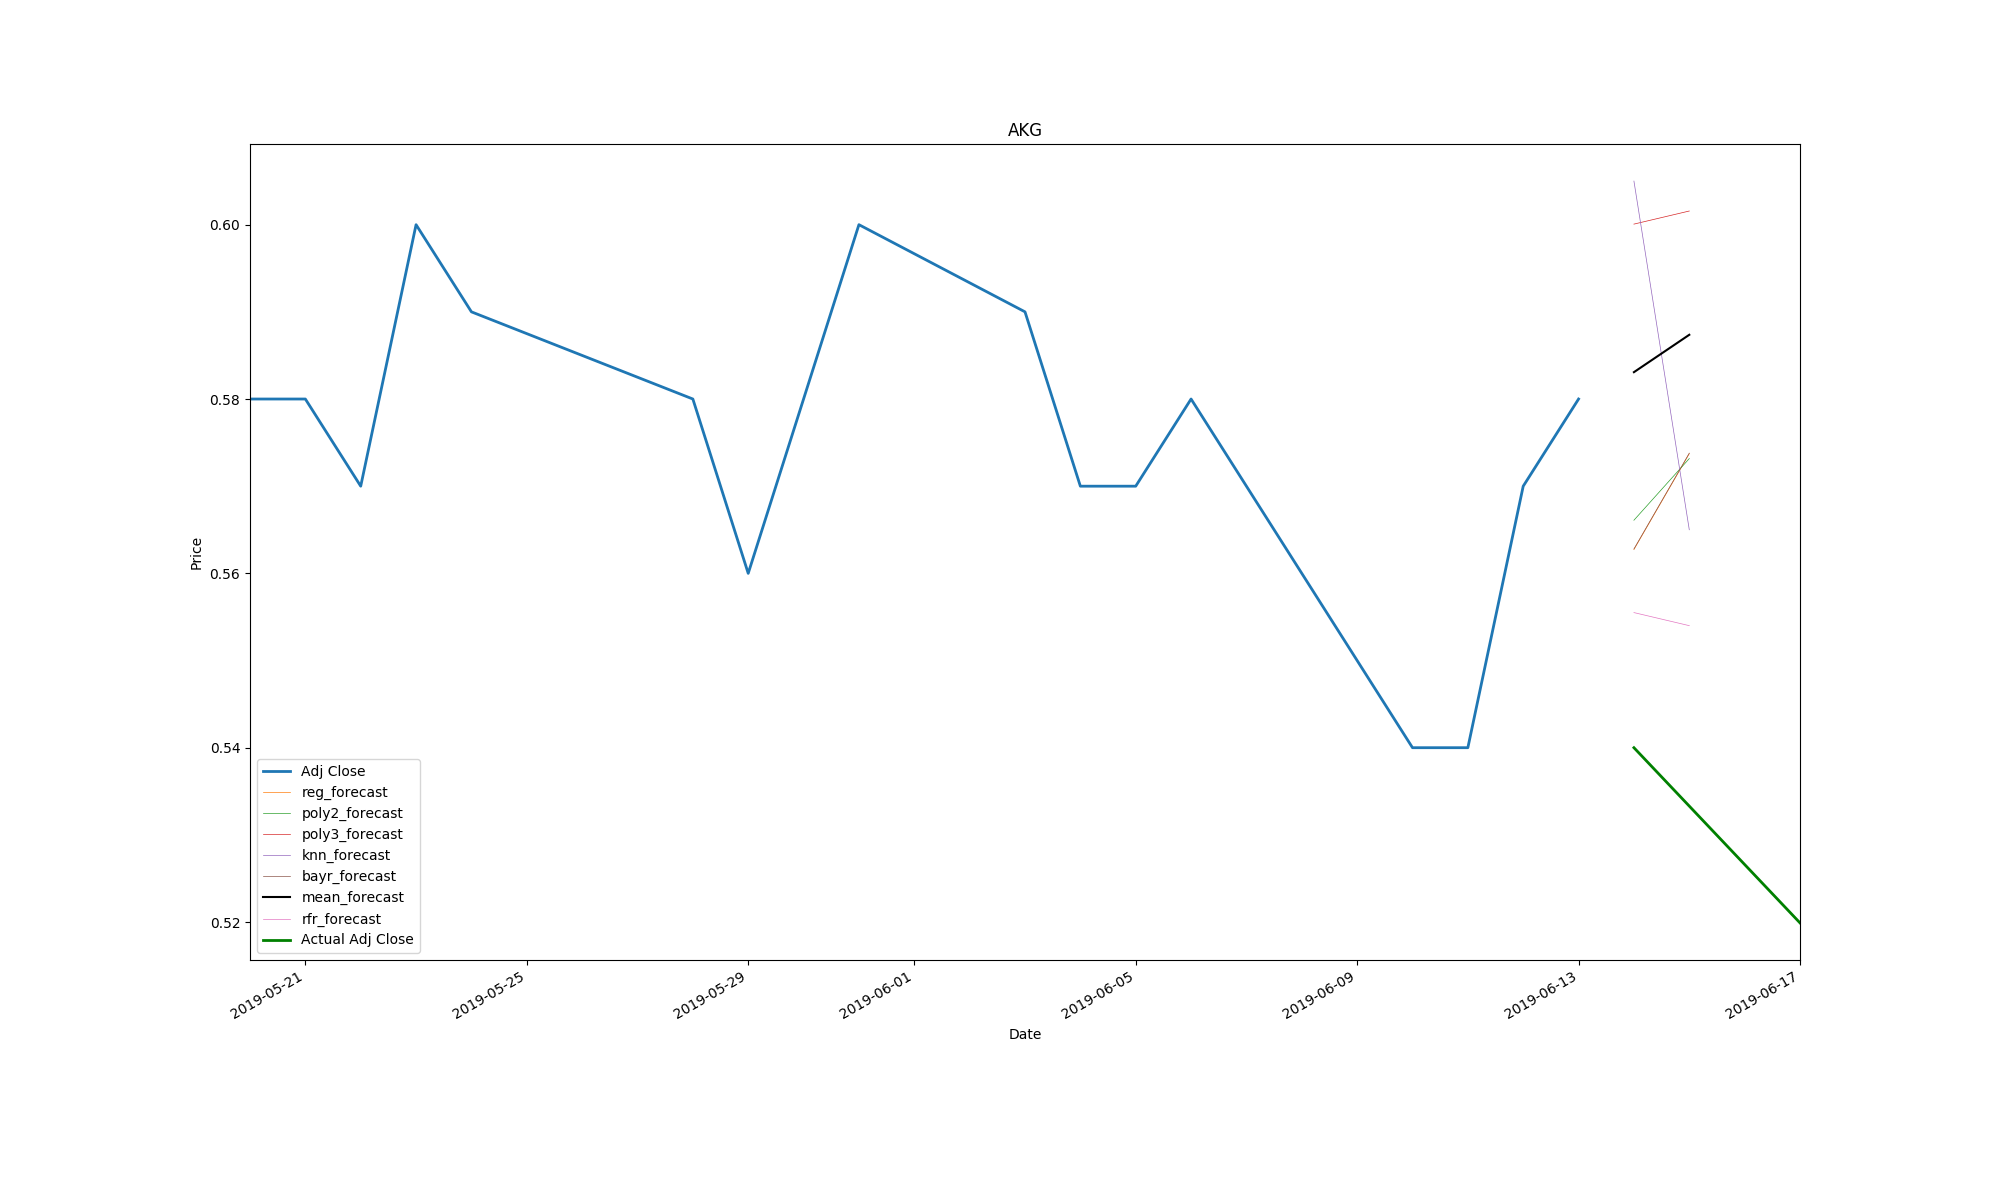 AKG
0.60
0.58
0.56
0.54
0.52
Price
Adj Close
reg_forecast
poly2_forecast
poly3_forecast
knn_forecast
bayr_forecast
mean_forecast
rfr_forecast
Actual Adj Close
2019-05-21
2019-05-25
2019-05-29
2019-06-01
2019-06-05
2019-06-09
2019-06-13
2019-06-17
Date